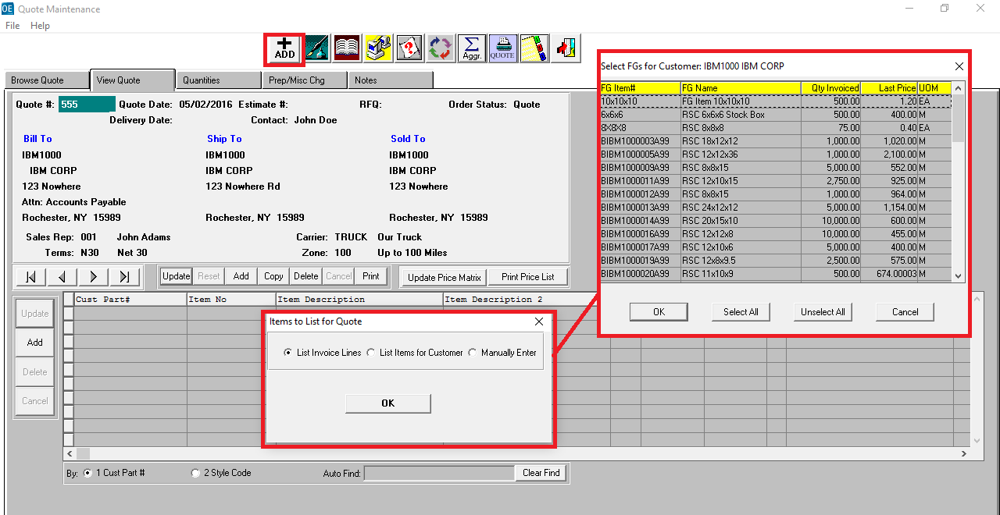 OE Quote Maintenance
File Help
+ ADD
Σ Aggr.
QUOTE
Browse Quote View Quote Quantities Prep/Misc Chg Notes
Quote #: 555 Quote Date: 05/02/2016 Estimate #: RFQ: Order Status: Quote
Delivery Date: Contact: John Doe
Bill To Ship To Sold To
IBM1000 IBM1000 IBM1000
IBM CORP IBM CORP IBM CORP
123 Nowhere 123 Nowhere Rd 123 Nowhere
Attn: Accounts Payable
Rochester, NY 15989 Rochester, NY 15989 Rochester, NY 15989
Sales Rep: 001 John Adams Carrier: TRUCK Our Truck
Terms: N30 Net 30 Zone: 100 Up to 100 Miles
Update Reset Add Copy Delete Cancel Print Update Price Matrix Print Price List
Select FGs for Customer: IBM1000 IBM CORP
FG Item# FG Name Qty Invoiced Last Price UOM
10x10x10 FG Item 10x10x10 500.00 1.20 EA
6x6x6 RSC 6x6x6 Stock Box 500.00 400.00 M
8X8X8 RSC 8x8x8 75.00 0.40 EA
BIBM1000003A99 RSC 18x12x12 1,000.00 1,020.00 M
BIBM1000005A99 RSC 12x12x36 1,000.00 2,100.00 M
BIBM1000009A99 RSC 8x8x15 5,000.00 552.00 M
BIBM1000011A99 RSC 12x10x15 2,750.00 925.00 M
BIBM1000012A99 RSC 8x8x15 1,000.00 964.00 M
BIBM1000013A99 RSC 24x12x12 5,000.00 1,154.00 M
BIBM1000014A99 RSC 20x15x10 10,000.00 600.00 M
BIBM1000016A99 RSC 12x12x8 10,000.00 455.00 M
BIBM1000017A99 RSC 12x10x6 5,000.00 400.00 M
BIBM1000019A99 RSC 12x8x9.5 2,500.00 575.00 M
BIBM1000020A99 RSC 11x10x9 500.00 674.00003 M
OK Select All Unselect All Cancel
Update
Add
Delete
Cancel
Cust Part# Item No Item Description Item Description 2
Items to List for Quote
List Invoice Lines List Items for Customer Manually Enter
OK
By: 1 Cust Part # 2 Style Code Auto Find: Clear Find